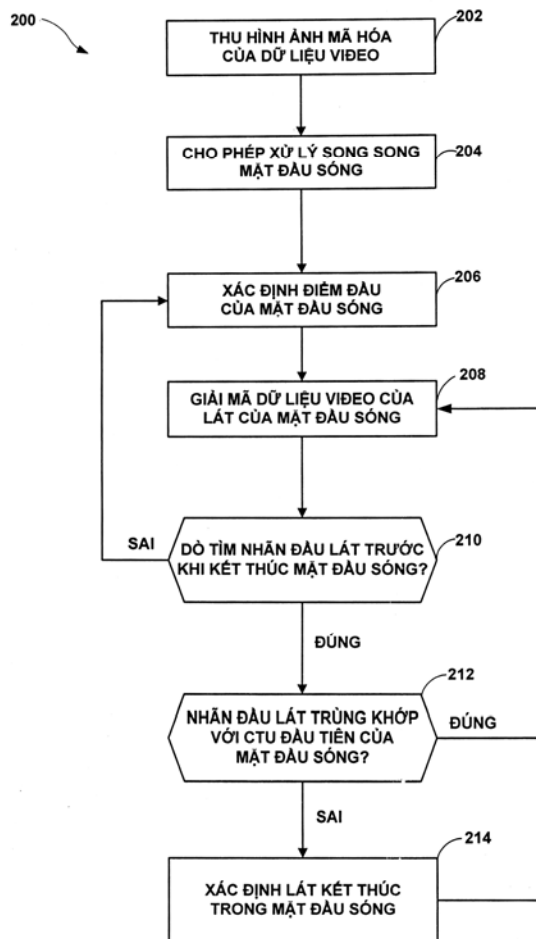 200
202
THU HÌNH ẢNH MÃ HÓA
CỦA DỮ LIỆU VIĐEO
204
CHO PHÉP XỬ LÝ SONG SONG
MẶT ĐẦU SÓNG
206
XÁC ĐỊNH ĐIỂM ĐẦU
CỦA MẶT ĐẦU SÓNG
208
GIẢI MÃ DỮ LIỆU VIĐEO CỦA
LÁT CỦA MẶT ĐẦU SÓNG
SAI
210
DÒ TÌM NHÃN ĐẦU LÁT TRƯỚC
KHI KẾT THÚC MẶT ĐẦU SÓNG?
ĐÚNG
212
NHÃN ĐẦU LÁT TRÙNG KHỚP
VỚI CTU ĐẦU TIÊN CỦA
MẶT ĐẦU SÓNG?
ĐÚNG
SAI
214
XÁC ĐỊNH LÁT KẾT THÚC
TRONG MẶT ĐẦU SÓNG